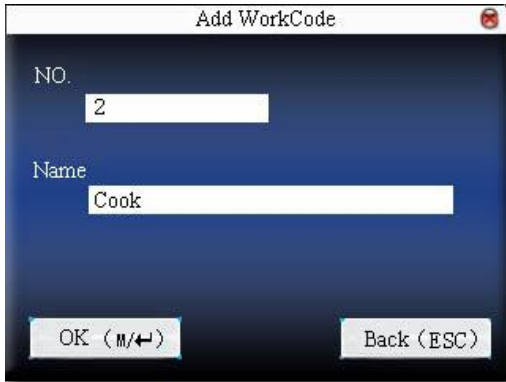 Add WorkCode
NO.
2
Name
Cook
OK (M/↵)
Back (ESC)